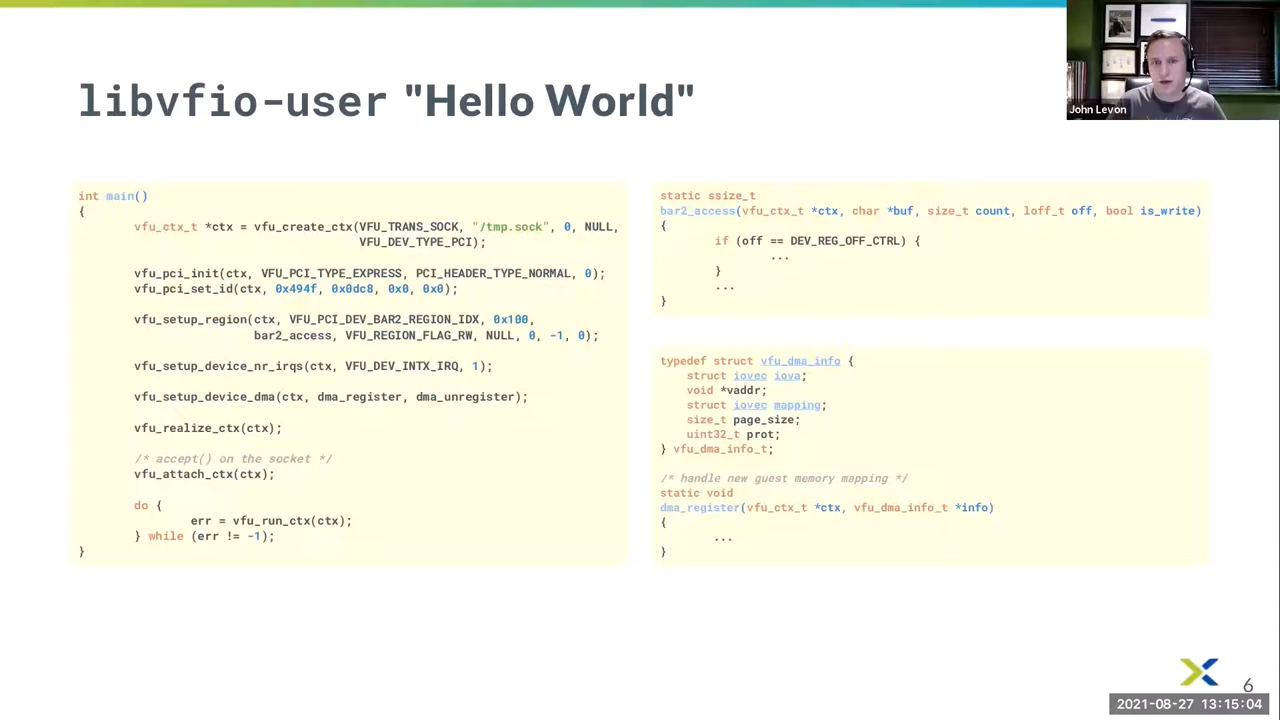 John Levon
libvfio-user "Hello World"
int main()
{
vfu_ctx_t *ctx = vfu_create_ctx(VFU_TRANS_SOCK, "/tmp.sock", 0, NULL,
VFU_DEV_TYPE_PCI);
vfu_pci_init(ctx, VFU_PCI_TYPE_EXPRESS, PCI_HEADER_TYPE_NORMAL, 0);
vfu_pci_set_id(ctx, 0x494f, 0x0dc8, 0x0, 0x0);
vfu_setup_region(ctx, VFU_PCI_DEV_BAR2_REGION_IDX, 0x100,
bar2_access, VFU_REGION_FLAG_RW, NULL, 0, -1, 0);
vfu_setup_device_nr_irqs(ctx, VFU_DEV_INTX_IRQ, 1);
vfu_setup_device_dma(ctx, dma_register, dma_unregister);
vfu_realize_ctx(ctx);
/* accept() on the socket */
vfu_attach_ctx(ctx);
do {
err = vfu_run_ctx(ctx);
} while (err != -1);
}
static ssize_t
bar2_access(vfu_ctx_t *ctx, char *buf, size_t count, loff_t off, bool is_write)
{
if (off == DEV_REG_OFF_CTRL) {
...
}
...
}
typedef struct vfu_dma_info {
struct iovec iova;
void *vaddr;
struct iovec mapping;
size_t page_size;
uint32_t prot;
} vfu_dma_info_t;
/* handle new guest memory mapping */
static void
dma_register(vfu_ctx_t *ctx, vfu_dma_info_t *info)
{
...
}
6
2021-08-27 13:15:04